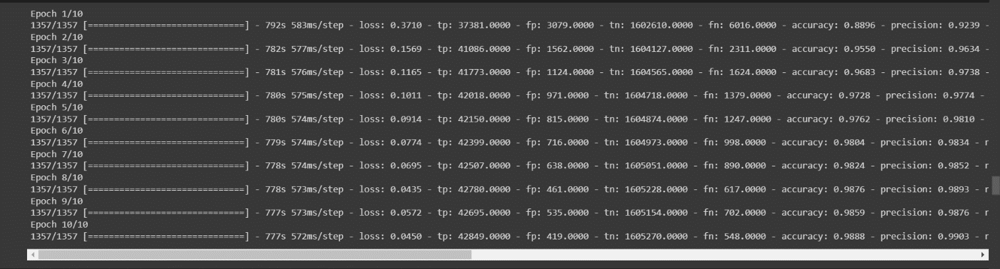 Epoch 1/10
1357/1357 [==============================] - 792s 583ms/step - loss: 0.3710 - tp: 37381.0000 - fp: 3079.0000 - tn: 1602610.0000 - fn: 6016.0000 - accuracy: 0.8896 - precision: 0.9239 -
Epoch 2/10
1357/1357 [==============================] - 782s 577ms/step - loss: 0.1569 - tp: 41086.0000 - fp: 1562.0000 - tn: 1604127.0000 - fn: 2311.0000 - accuracy: 0.9550 - precision: 0.9634 -
Epoch 3/10
1357/1357 [==============================] - 781s 576ms/step - loss: 0.1165 - tp: 41773.0000 - fp: 1124.0000 - tn: 1604565.0000 - fn: 1624.0000 - accuracy: 0.9683 - precision: 0.9738 -
Epoch 4/10
1357/1357 [==============================] - 780s 575ms/step - loss: 0.1011 - tp: 42018.0000 - fp: 971.0000 - tn: 1604718.0000 - fn: 1379.0000 - accuracy: 0.9728 - precision: 0.9774 -
Epoch 5/10
1357/1357 [==============================] - 780s 574ms/step - loss: 0.0914 - tp: 42150.0000 - fp: 815.0000 - tn: 1604874.0000 - fn: 1247.0000 - accuracy: 0.9762 - precision: 0.9810 -
Epoch 6/10
1357/1357 [==============================] - 779s 574ms/step - loss: 0.0774 - tp: 42399.0000 - fp: 716.0000 - tn: 1604973.0000 - fn: 998.0000 - accuracy: 0.9804 - precision: 0.9834 - r
Epoch 7/10
1357/1357 [==============================] - 778s 574ms/step - loss: 0.0695 - tp: 42507.0000 - fp: 638.0000 - tn: 1605051.0000 - fn: 890.0000 - accuracy: 0.9824 - precision: 0.9852 - r
Epoch 8/10
1357/1357 [==============================] - 778s 573ms/step - loss: 0.0435 - tp: 42780.0000 - fp: 461.0000 - tn: 1605228.0000 - fn: 617.0000 - accuracy: 0.9876 - precision: 0.9893 - r
Epoch 9/10
1357/1357 [==============================] - 777s 573ms/step - loss: 0.0572 - tp: 42695.0000 - fp: 535.0000 - tn: 1605154.0000 - fn: 702.0000 - accuracy: 0.9859 - precision: 0.9876 - r
Epoch 10/10
1357/1357 [==============================] - 777s 572ms/step - loss: 0.0450 - tp: 42849.0000 - fp: 419.0000 - tn: 1605270.0000 - fn: 548.0000 - accuracy: 0.9888 - precision: 0.9903 - r